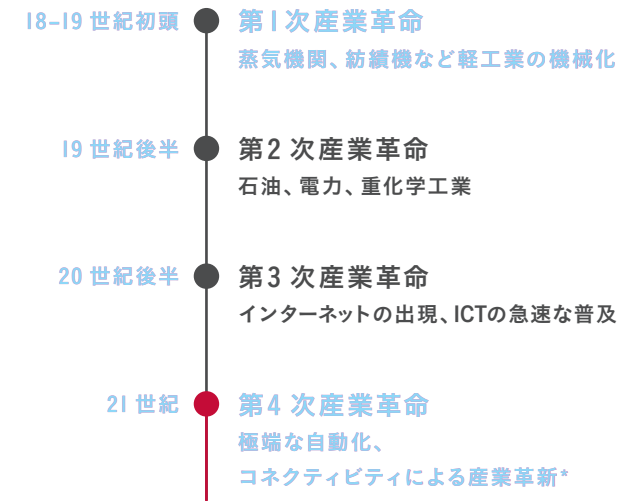 18–19 世紀初頭
第1次産業革命
蒸気機関、紡績機など軽工業の機械化
19 世紀後半
第2 次産業革命
石油、電力、重化学工業
20 世紀後半
第3 次産業革命
インターネットの出現、ICTの急速な普及
21 世紀
第4 次産業革命
極端な自動化、
コネクティビティによる産業革新*